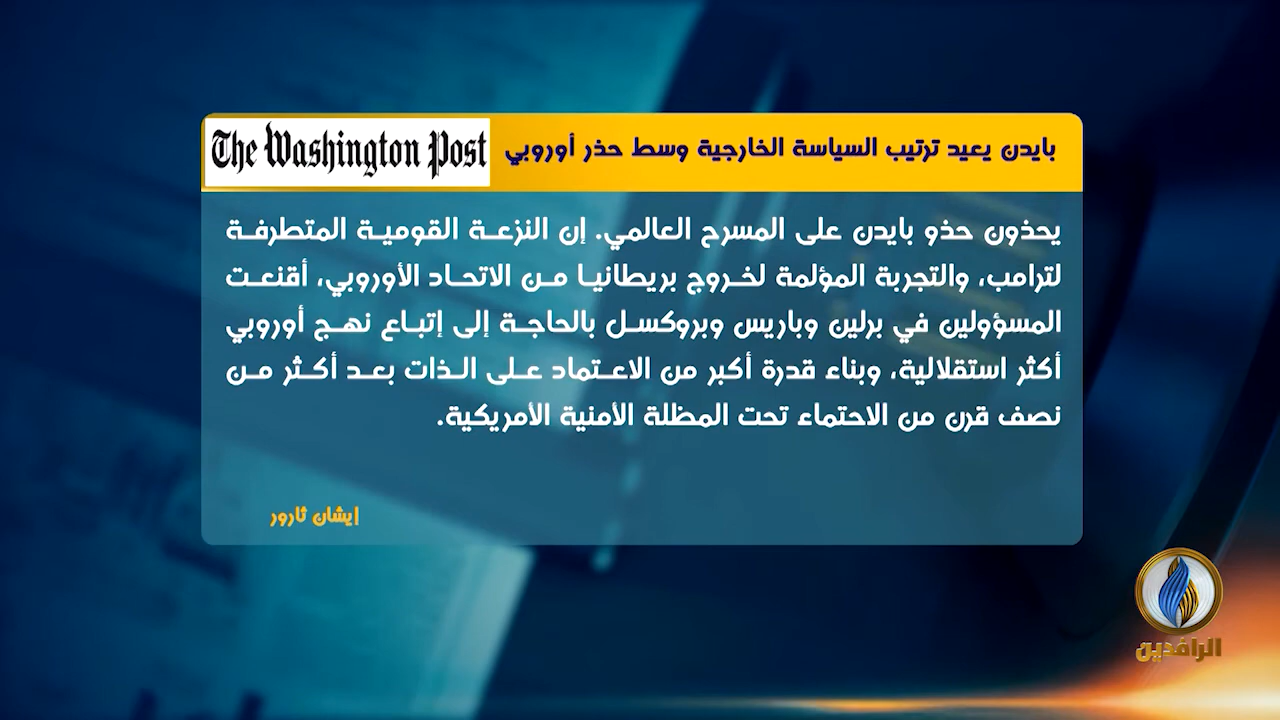 بايدن يعيد ترتيب السياسة الخارجية وسط حذر أوروبي
The Washington Post
يحذون حذو بايدن على المسرح العالمي. إن النزعة القومية المتطرفة
لترامب، والتجربة المؤلمة لخروج بريطانيا من الاتحاد الأوروبي، أقنعت
المسؤولين في برلين وباريس وبروكسل بالحاجة إلى إتباع نهج أوروبي
أكثر استقلالية، وبناء قدرة أكبر من الاعتماد على الذات بعد أكثر من
نصف قرن من الاحتماء تحت المظلة الأمنية الأمريكية.
إيشان ثارور
الرافدين